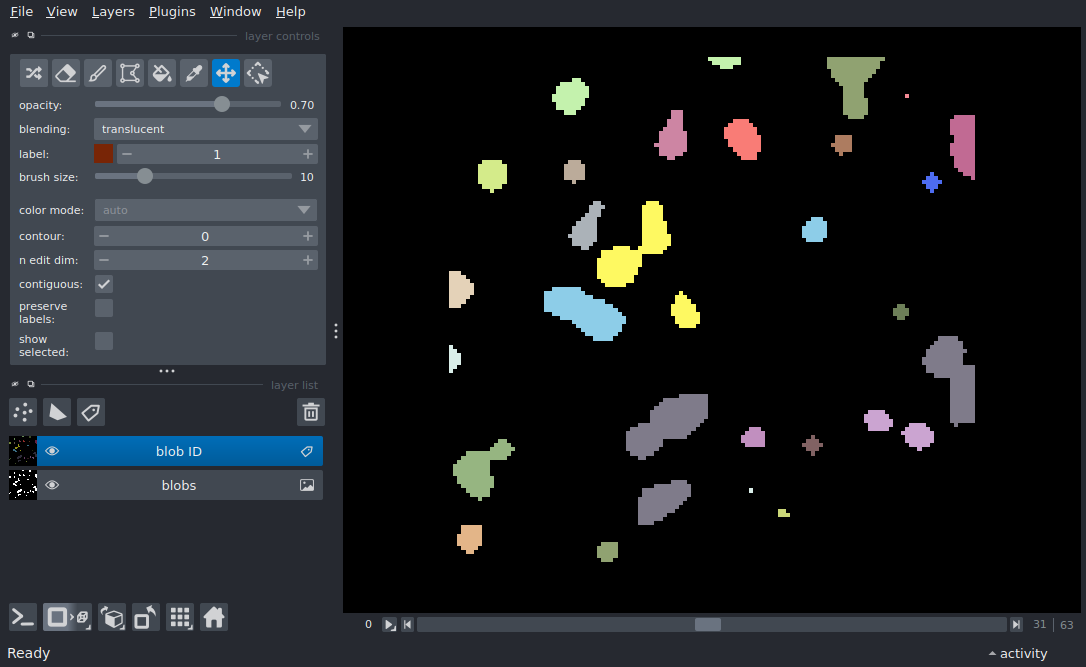 File View Layers Plugins Window Help
layer controls
opacity: 0.70
blending: translucent
label: 1
brush size: 10
color mode: auto
contour: 0
n edit dim: 2
contiguous:
preserve
labels:
show
selected:
layer list
blob ID
blobs
0 31 63
Ready activity